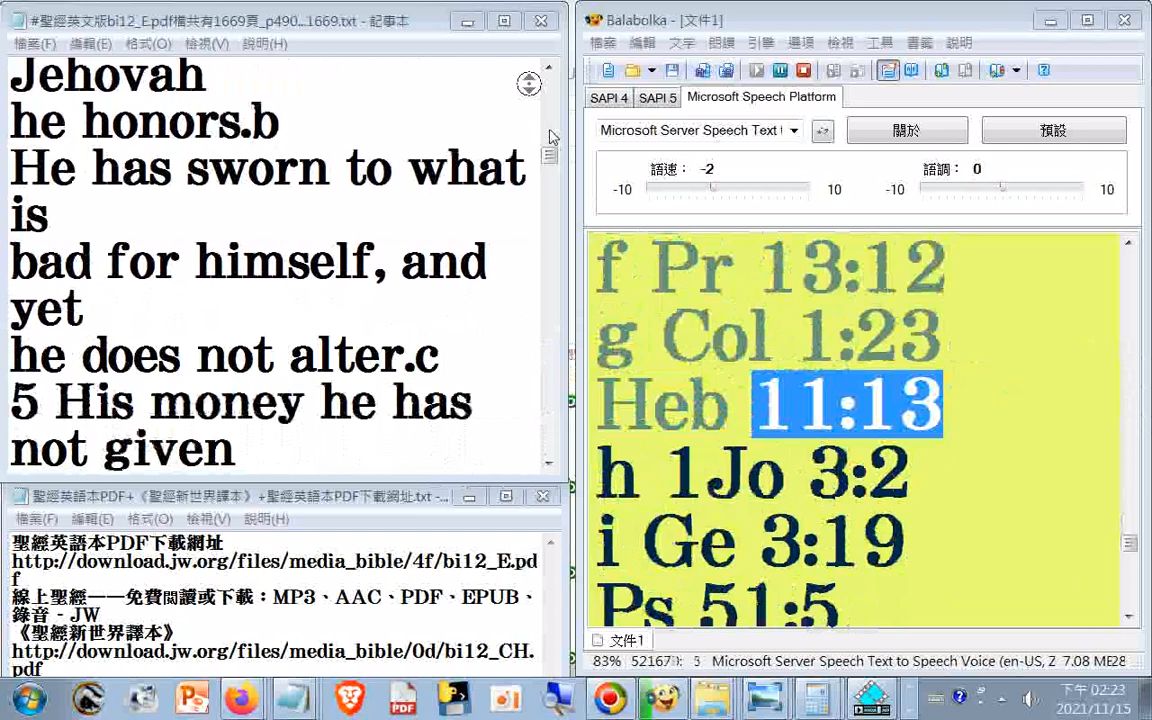 #聖經英文版bi12_E.pdf檔共有1669頁_p490...1669.txt - 記事本
檔案(F) 編輯(E) 格式(O) 檢視(V) 說明(H)
Jehovah
he honors.b
He has sworn to what
is
bad for himself, and
yet
he does not alter.c
5 His money he has
not given
聖經英語本PDF+《聖經新世界譯本》+聖經英語本PDF下載網址.txt -...
檔案(F) 編輯(E) 格式(O) 檢視(V) 說明(H)
聖經英語本PDF下載網址
http://download.jw.org/files/media_bible/4f/bi12_E.pd
f
線上聖經——免費閱讀或下載：MP3、AAC、PDF、EPUB、
錄音 - JW
《聖經新世界譯本》
http://download.jw.org/files/media_bible/0d/bi12_CH.
pdf
Balabolka - [文件1]
檔案 編輯 文字 朗讀 引擎 選項 檢視 工具 書籤 說明
SAPI 4 SAPI 5 Microsoft Speech Platform
Microsoft Server Speech Text 關於 預設
語速： -2 語調： 0
-10 10 -10 10
f Pr 13:12
g Col 1:23
Heb 11:13
h 1Jo 3:2
i Ge 3:19
Ps 51:5
文件1
83% Microsoft Server Speech Text to Speech Voice (en-US, Z 7.08 ME28
下午 02:23
2021/11/15